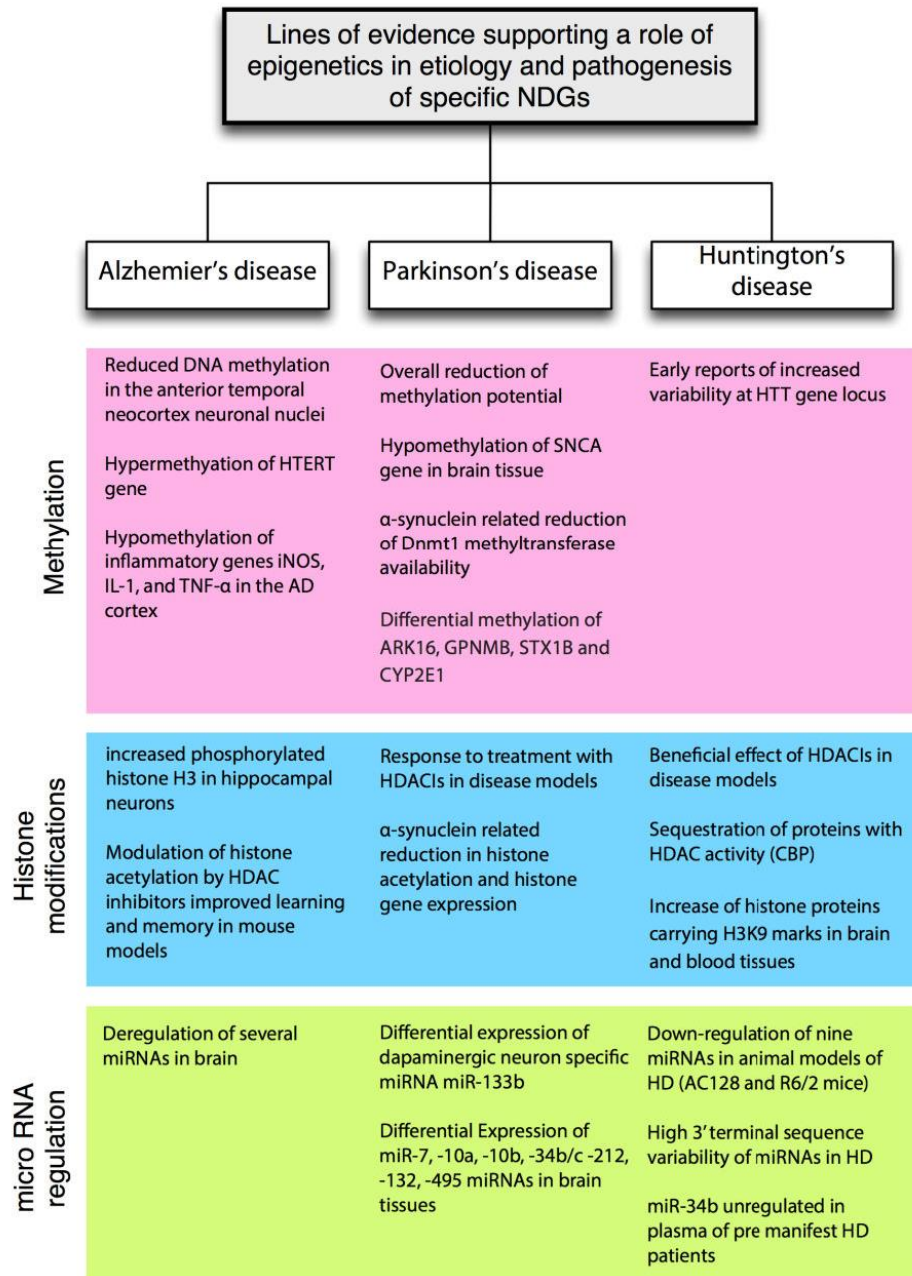 Lines of evidence supporting a role of
epigenetics in etiology and pathogenesis
of specific NDGs
Alzhemier's disease
Parkinson's disease
Huntington's
disease
Methylation
Reduced DNA methylation
in the anterior temporal
neocortex neuronal nuclei
Hypermethyation of HTERT
gene
Hypomethylation of
inflammatory genes iNOS,
IL-1, and TNF-α in the AD
cortex
Overall reduction of
methylation potential
Hypomethylation of SNCA
gene in brain tissue
α-synuclein related reduction
of Dnmt1 methyltransferase
availability
Differential methylation of
ARK16, GPNMB, STX1B and
CYP2E1
Early reports of increased
variability at HTT gene locus
Histone
modifications
increased phosphorylated
histone H3 in hippocampal
neurons
Modulation of histone
acetylation by HDAC
inhibitors improved learning
and memory in mouse
models
Response to treatment with
HDACIs in disease models
α-synuclein related
reduction in histone
acetylation and histone
gene expression
Beneficial effect of HDACIs in
disease models
Sequestration of proteins with
HDAC activity (CBP)
Increase of histone proteins
carrying H3K9 marks in brain
and blood tissues
micro RNA
regulation
Deregulation of several
miRNAs in brain
Differential expression of
dapaminergic neuron specific
miRNA miR-133b
Differential Expression of
miR-7, -10a, -10b, -34b/c -212,
-132, -495 miRNAs in brain
tissues
Down-regulation of nine
miRNAs in animal models of
HD (AC128 and R6/2 mice)
High 3' terminal sequence
variability of miRNAs in HD
miR-34b unregulated in
plasma of pre manifest HD
patients